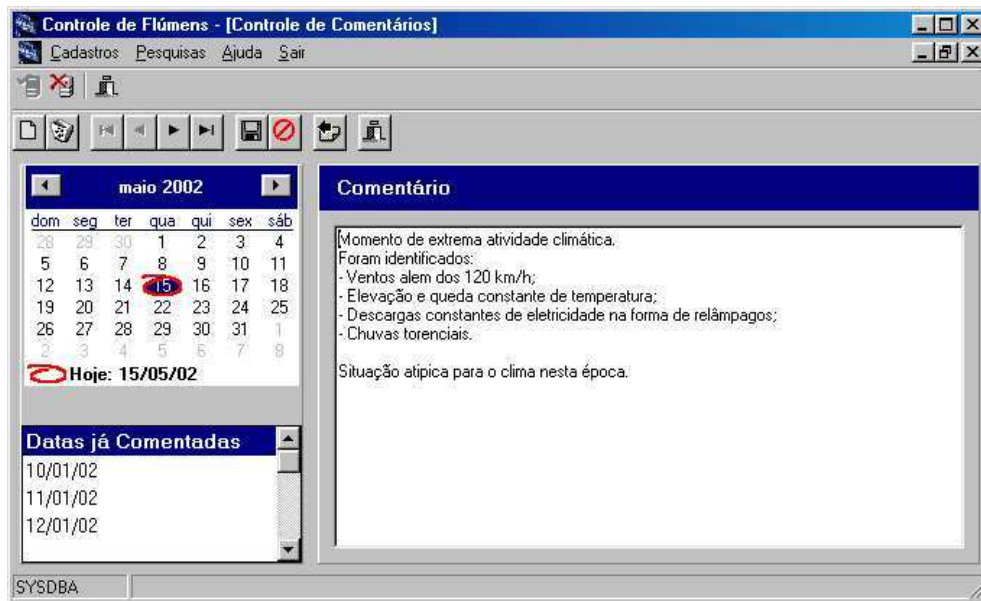 Controle de Flúmens - [Controle de Comentários]
Cadastros Pesquisas Ajuda Sair
maio 2002
dom seg ter qua qui sex sáb
28 29 30 1 2 3 4
5 6 7 8 9 10 11
12 13 14 15 16 17 18
19 20 21 22 23 24 25
26 27 28 29 30 31 1
2 3 4 5 6 7 8
Hoje: 15/05/02
Datas já Comentadas
10/01/02
11/01/02
12/01/02
Comentário
Momento de extrema atividade climática.
Foram identificados:
- Ventos alem dos 120 km/h;
- Elevação e queda constante de temperatura;
- Descargas constantes de eletricidade na forma de relâmpagos;
- Chuvas torenciais.
Situação atipica para o clima nesta época.
SYSDBA